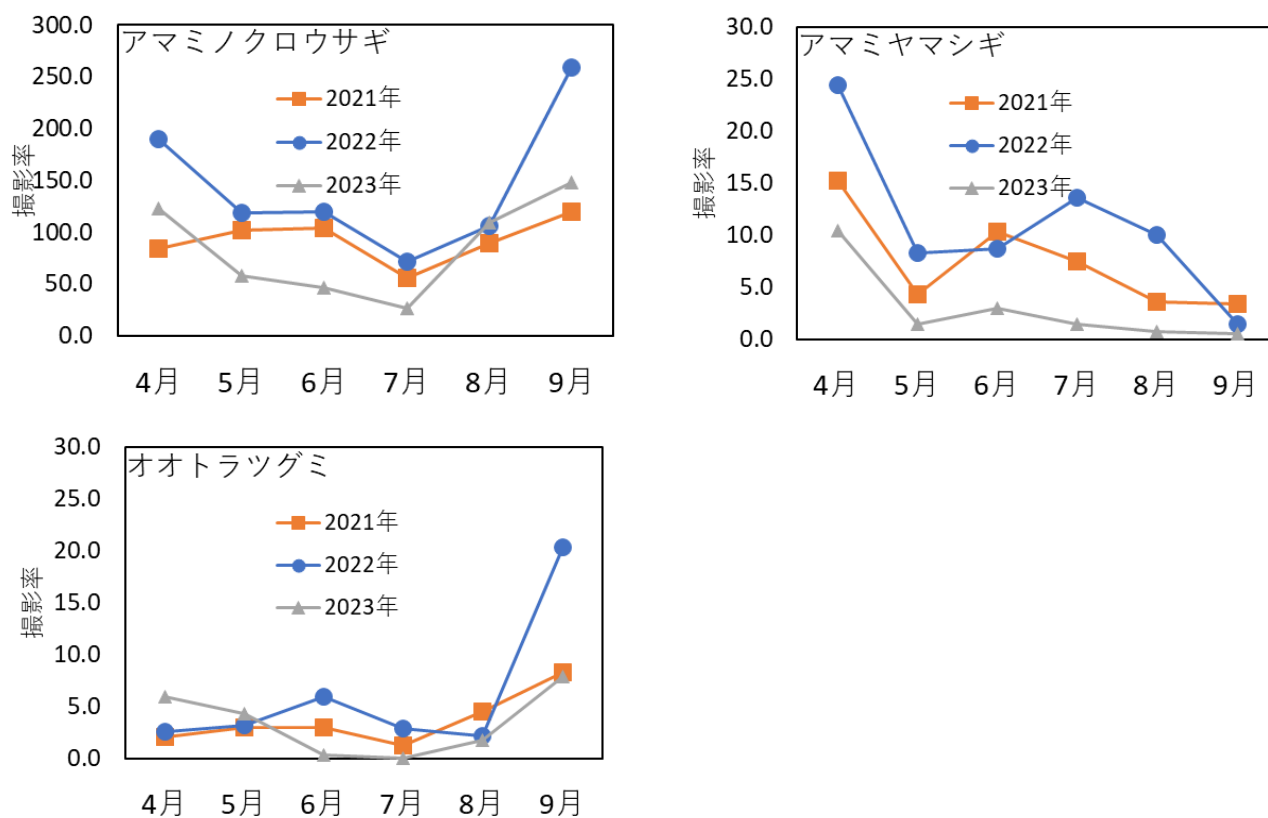 アマミノクロウサギ
300.0
250.0
200.0
150.0
100.0
50.0
0.0
撮影率
2021年
2022年
2023年
4月 5月 6月 7月 8月 9月
アマミヤマシギ
30.0
25.0
20.0
15.0
10.0
5.0
0.0
撮影率
2021年
2022年
2023年
4月 5月 6月 7月 8月 9月
オオトラツグミ
30.0
25.0
20.0
15.0
10.0
5.0
0.0
撮影率
2021年
2022年
2023年
4月 5月 6月 7月 8月 9月